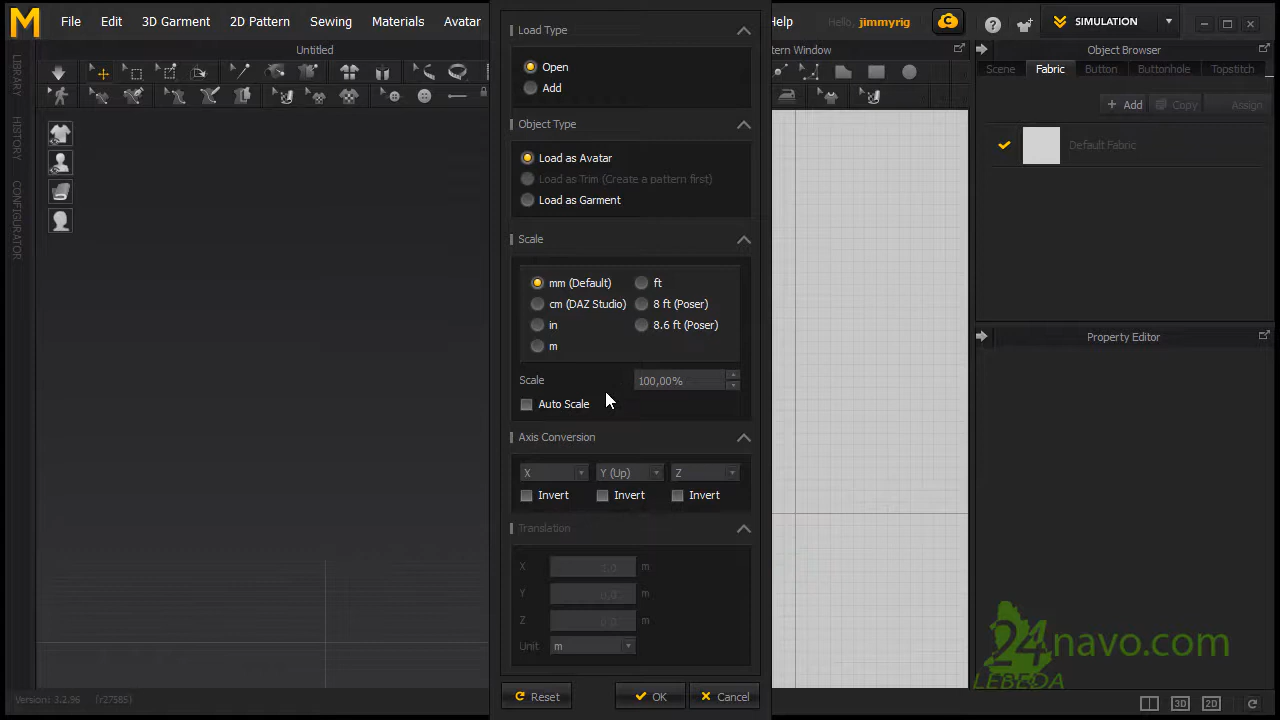 M File Edit 3D Garment 2D Pattern Sewing Materials Avatar Help Hello, jimmyrig C ? SIMULATION
Untitled
LIBRARY
HISTORY
CONFIGURATOR
Load Type
Open
Add
Object Type
Load as Avatar
Load as Trim (Create a pattern first)
Load as Garment
Scale
mm (Default)
ft
cm (DAZ Studio)
8 ft (Poser)
in
8.6 ft (Poser)
m
Scale 100,00%
Auto Scale
Axis Conversion
X Y (Up) Z
Invert Invert Invert
Translation
X m
Y m
Z m
Unit m
Reset OK Cancel
Window
Object Browser
Scene Fabric Button Buttonhole Topstitch
+ Add Copy Assign
Default Fabric
Property Editor
24navo.com
LEBEDA
Version: 3.2.96 (r27585)
3D 2D